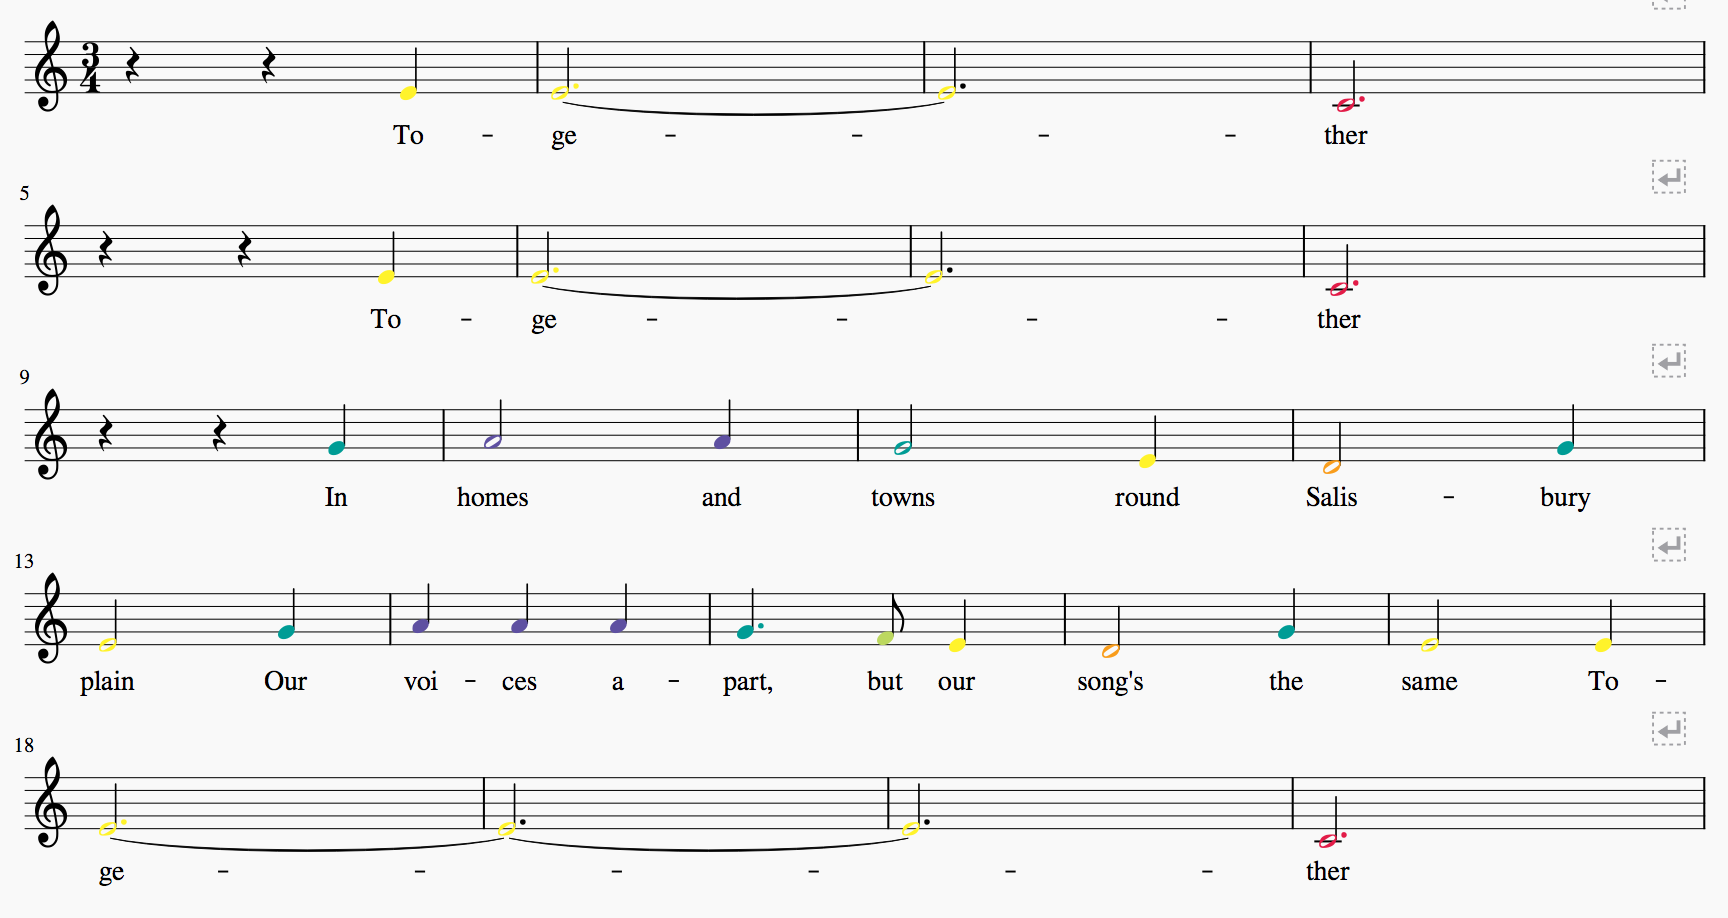 3
4
To - ge - - - - ther
5
To - ge - - - - ther
9
In homes and towns round Salis - bury
13
plain Our voi - ces a - part, but our song's the same To -
18
ge - - - - - - ther